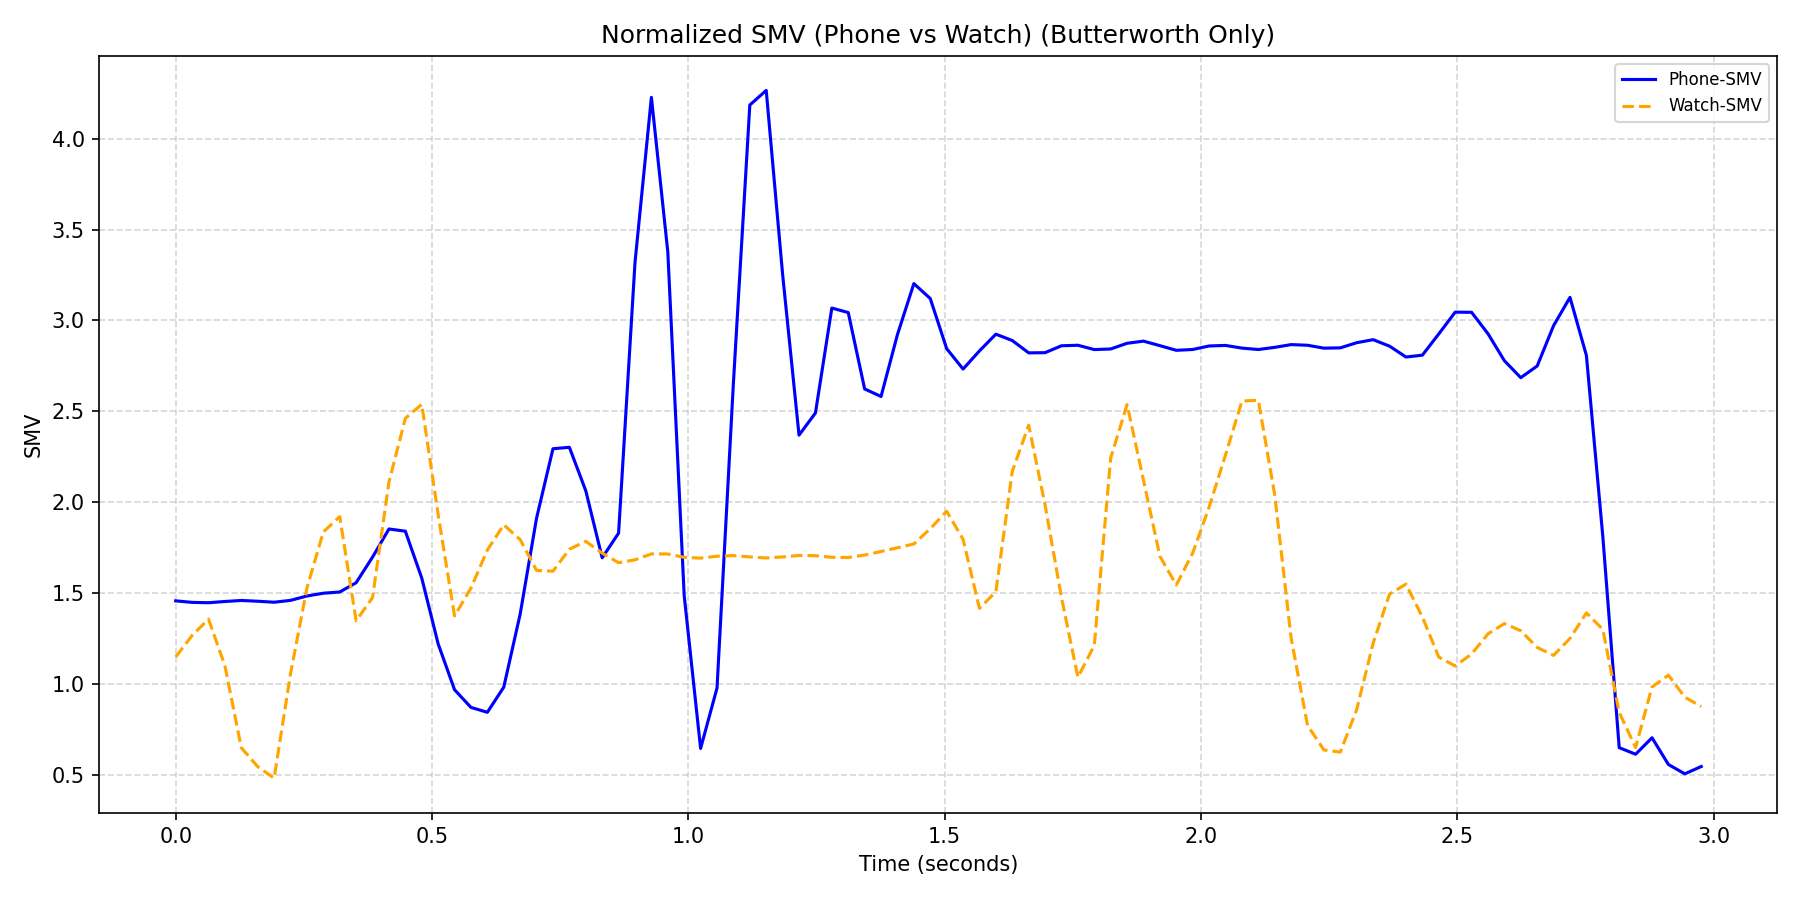 Normalized SMV (Phone vs Watch) (Butterworth Only)
Phone-SMV
Watch-SMV
4.0
3.5
3.0
2.5
2.0
1.5
1.0
0.5
SMV
0.0 0.5 1.0 1.5 2.0 2.5 3.0
Time (seconds)